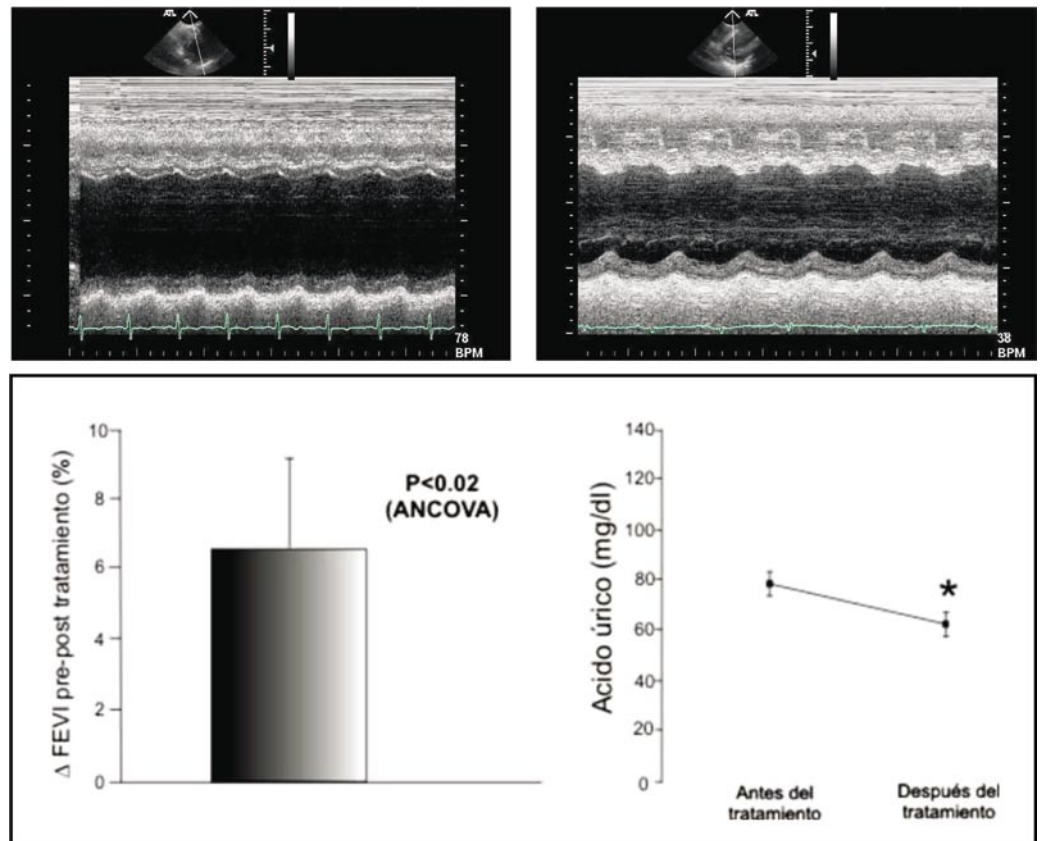 ATL
ATL
78
BPM
38
BPM
Δ FEVI pre-post tratamiento (%)
10
8
6
4
2
0
P<0.02
(ANCOVA)
Acido úrico (mg/dl)
140
120
100
80
60
40
20
0
*
Antes del
tratamiento
Después del
tratamiento